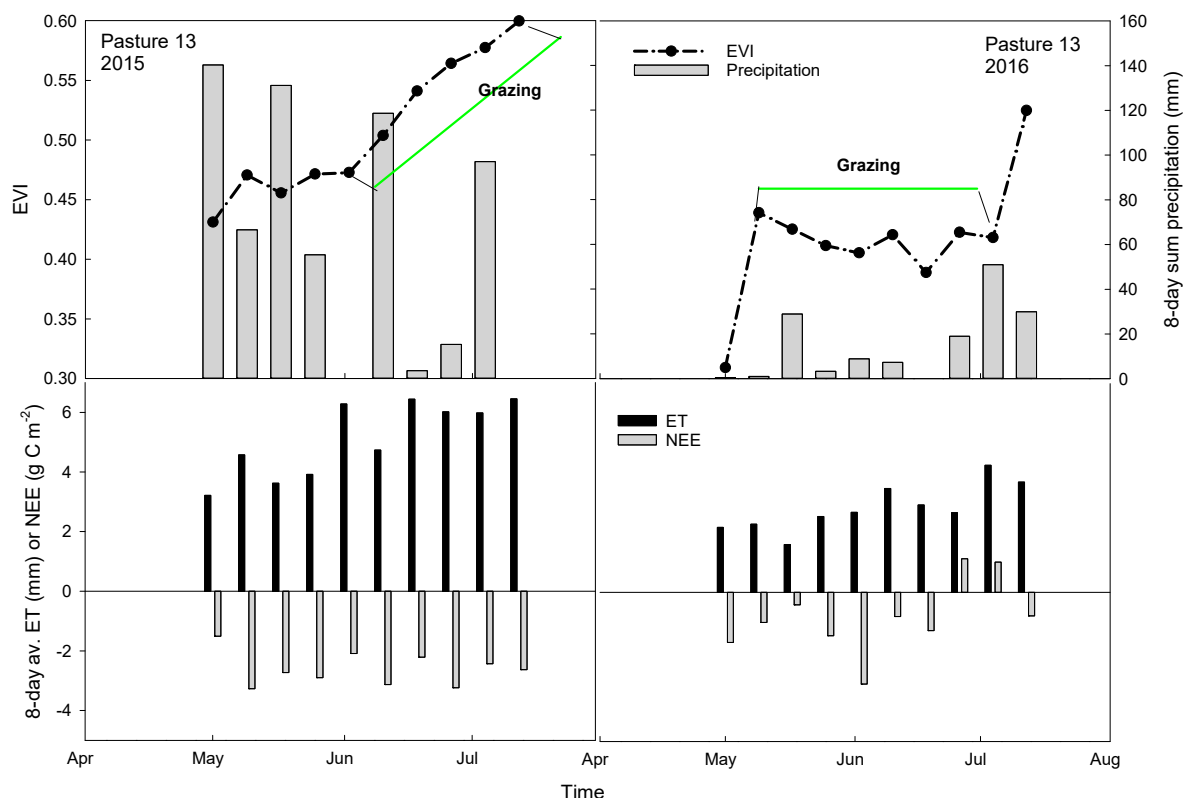 Pasture 13
2015
Grazing
EVI
0.60
0.55
0.50
0.45
0.40
0.35
0.30
EVI
Precipitation
Pasture 13
2016
Grazing
160
140
120
100
80
60
40
20
0
8-day sum precipitation (mm)
8-day av. ET (mm) or NEE (g C m-2)
6
4
2
0
-2
-4
ET
NEE
Apr
May
Jun
Jul
Apr
May
Jun
Jul
Aug
Time